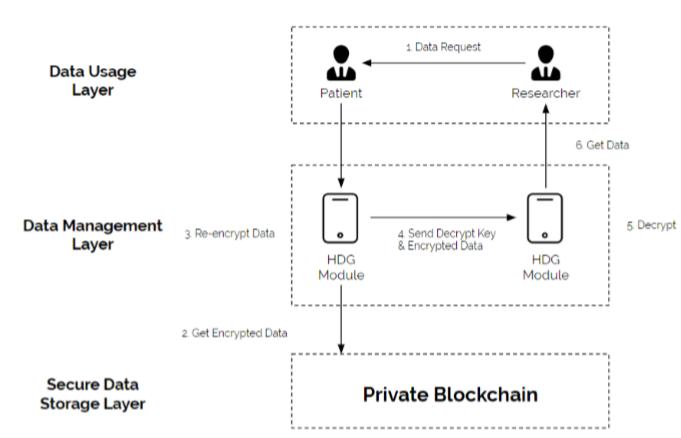 1. Data Request
Data Usage
Layer
Patient
Researcher
6. Get Data
Data Management
Layer
3. Re-encrypt Data
4. Send Decrypt Key
& Encrypted Data
5. Decrypt
HDG
Module
HDG
Module
2. Get Encrypted Data
Secure Data
Storage Layer
Private Blockchain